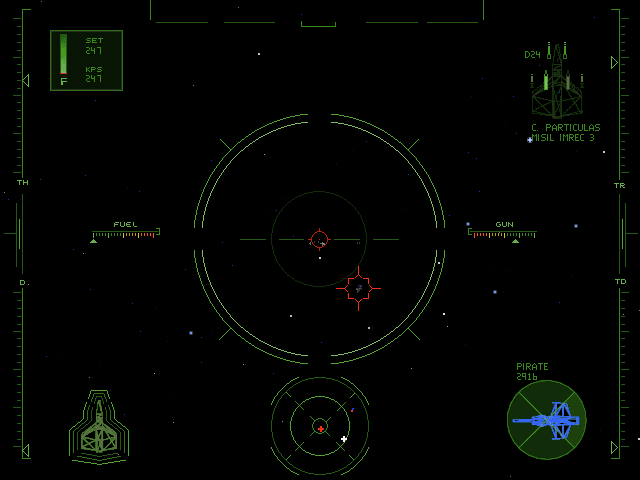 SET
247
KPS
247
F
D24
C. PARTICULAS
MISIL IMREC 3
TH
TR
FUEL
GUN
D.
TD
PIRATE
2916